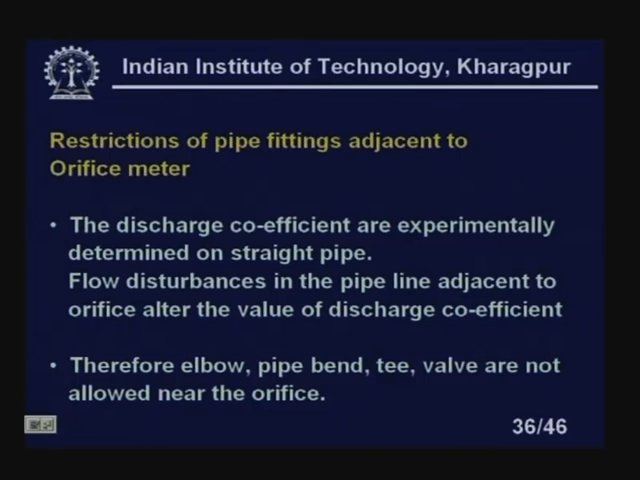 Indian Institute of Technology, Kharagpur
Restrictions of pipe fittings adjacent to
Orifice meter
• The discharge co-efficient are experimentally
determined on straight pipe.
Flow disturbances in the pipe line adjacent to
orifice alter the value of discharge co-efficient
• Therefore elbow, pipe bend, tee, valve are not
allowed near the orifice.
36/46